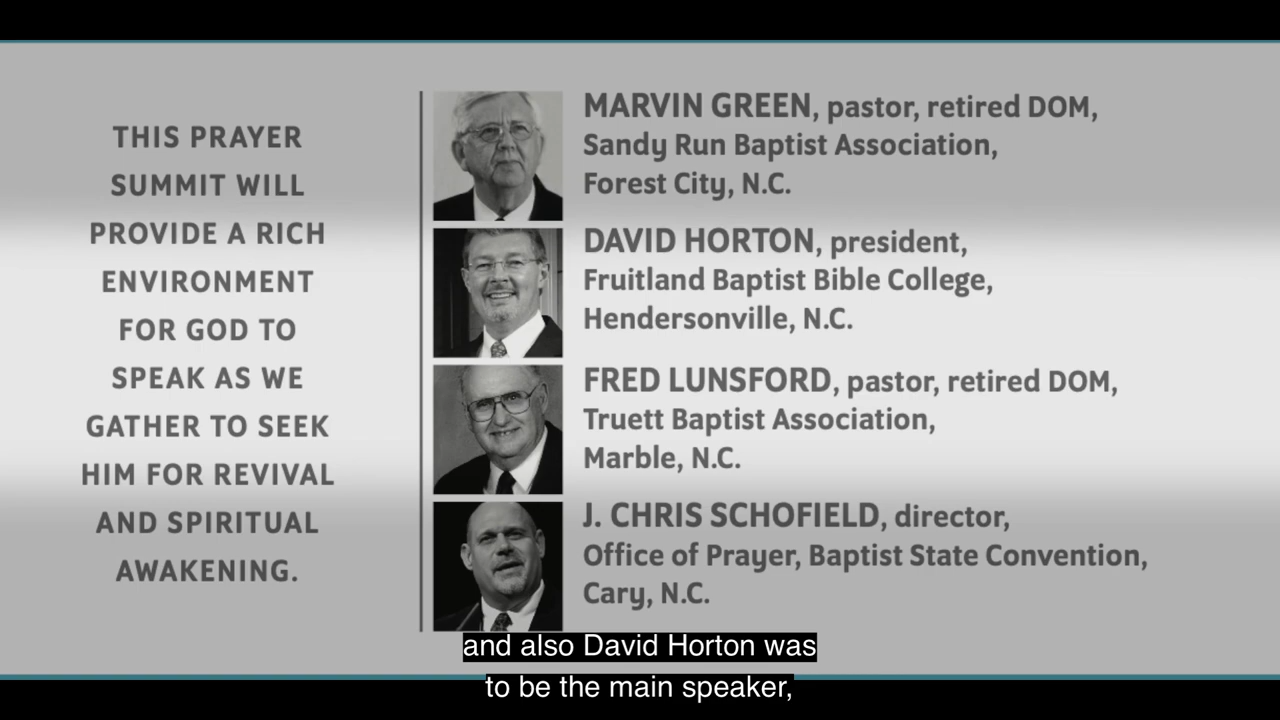 THIS PRAYER
SUMMIT WILL
PROVIDE A RICH
ENVIRONMENT
FOR GOD TO
SPEAK AS WE
GATHER TO SEEK
HIM FOR REVIVAL
AND SPIRITUAL
AWAKENING.
MARVIN GREEN, pastor, retired DOM,
Sandy Run Baptist Association,
Forest City, N.C.
DAVID HORTON, president,
Fruitland Baptist Bible College,
Hendersonville, N.C.
FRED LUNSFORD, pastor, retired DOM,
Truett Baptist Association,
Marble, N.C.
J. CHRIS SCHOFIELD, director,
Office of Prayer, Baptist State Convention,
Cary, N.C.
and also David Horton was
to be the main speaker,